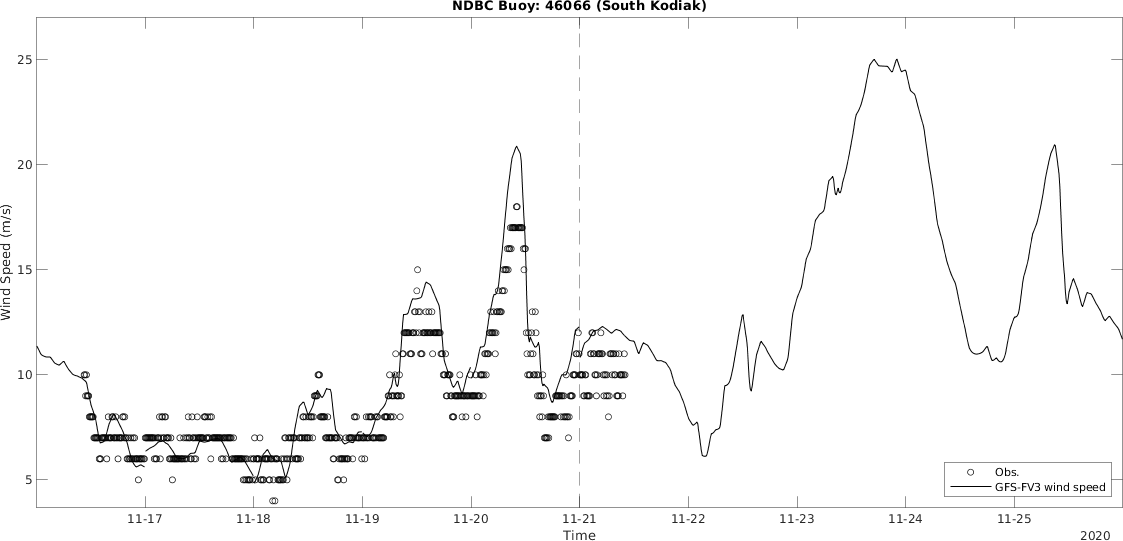 NDBC Buoy: 46066 (South Kodiak)
Wind Speed (m/s)
25
20
15
10
5
Obs.
GFS-FV3 wind speed
11-17 11-18 11-19 11-20 11-21 11-22 11-23 11-24 11-25
Time
2020